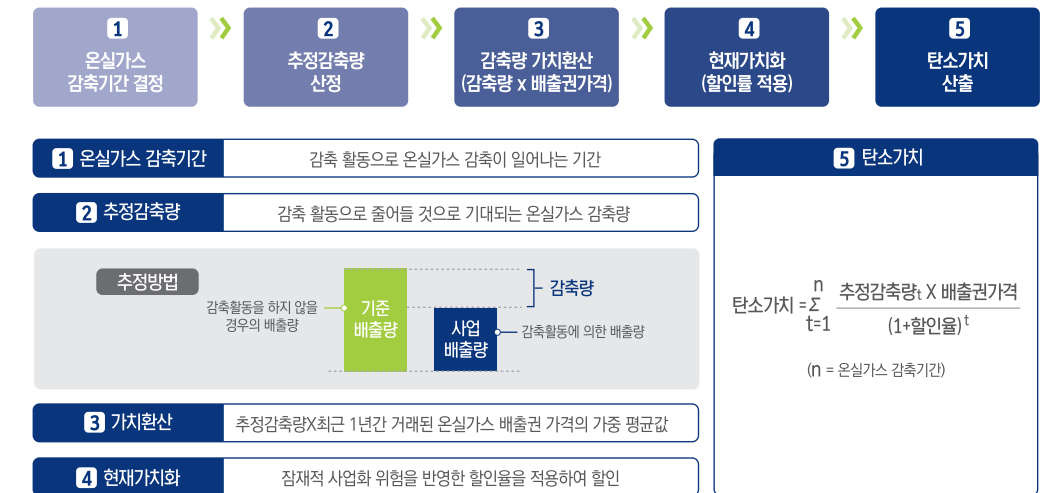 1
온실가스
감축기간 결정
2
추정감축량
산정
3
감축량 가치환산
(감축량 x 배출권가격)
4
현재가치화
(할인률 적용)
5
탄소가치
산출
1 온실가스 감축기간
감축 활동으로 온실가스 감축이 일어나는 기간
2 추정감축량
감축 활동으로 줄어들 것으로 기대되는 온실가스 감축량
추정방법
감축활동을 하지 않을
경우의 배출량
기준
배출량
사업
배출량
감축량
감축활동에 의한 배출량
3 가치환산
추정감축량X최근 1년간 거래된 온실가스 배출권 가격의 가중 평균값
4 현재가치화
잠재적 사업화 위험을 반영한 할인율을 적용하여 할인
5 탄소가치
탄소가치 = n Σ t=1 추정감축량t X 배출권가격
(1+할인율)t
(n = 온실가스 감축기간)